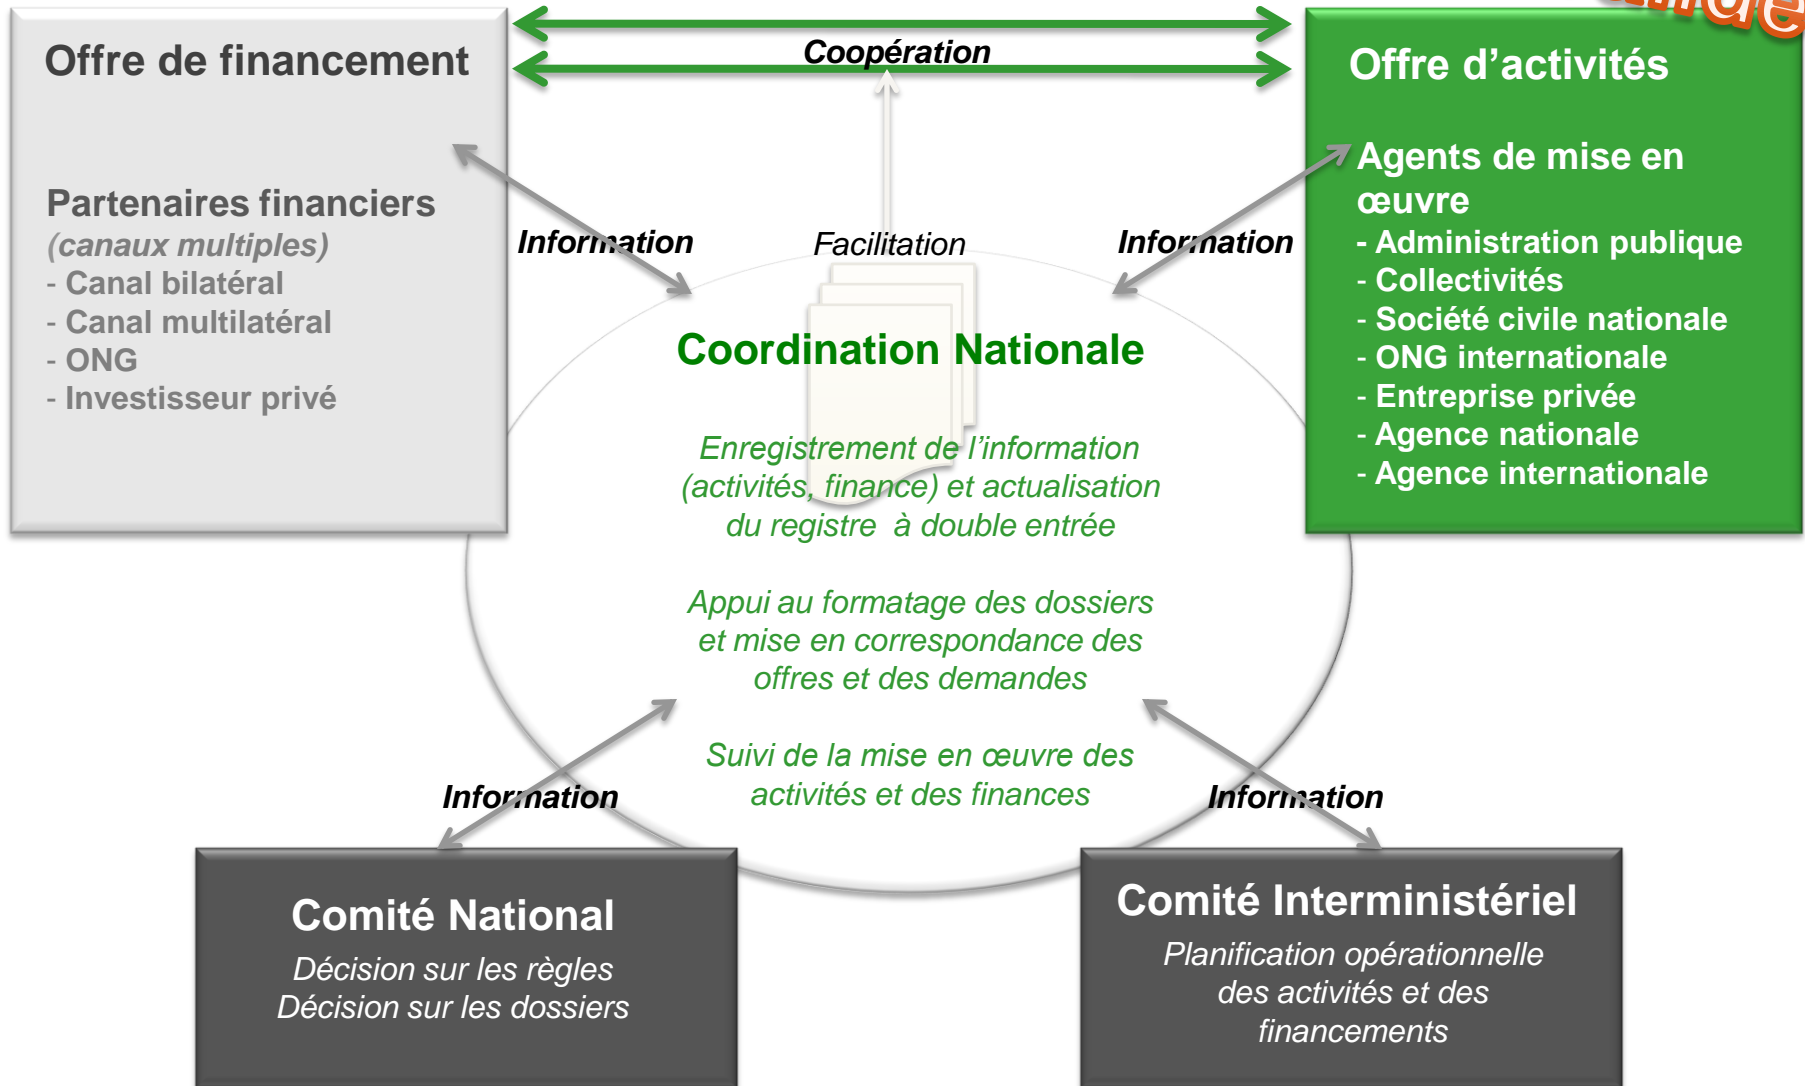 Offre de financement
Partenaires financiers
(canaux multiples)
- Canal bilatéral
- Canal multilatéral
- ONG
- Investisseur privé
Coopération
Offre d’activités
Agents de mise en
œuvre
- Administration publique
- Collectivités
- Société civile nationale
- ONG internationale
- Entreprise privée
- Agence nationale
- Agence internationale
Information
Facilitation
Information
Coordination Nationale
Enregistrement de l’information
(activités, finance) et actualisation
du registre à double entrée
Appui au formatage des dossiers
et mise en correspondance des
offres et des demandes
Suivi de la mise en œuvre des
activités et des finances
Information
Information
Comité National
Décision sur les règles
Décision sur les dossiers
Comité Interministériel
Planification opérationnelle
des activités et des
financements